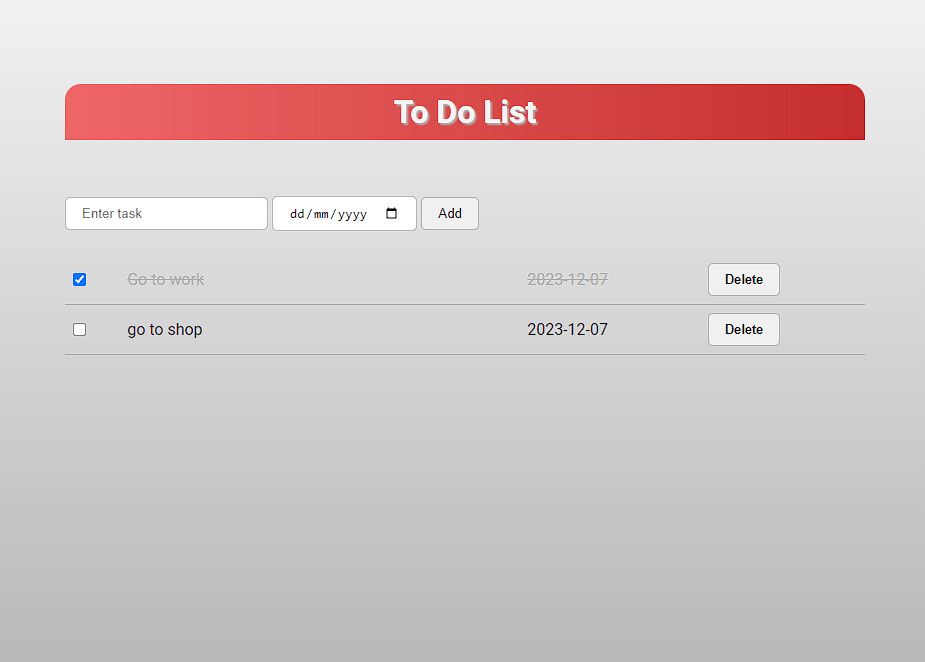 To Do List
Enter task dd/mm/yyyy Add
Go to work 2023-12-07 Delete
go to shop 2023-12-07 Delete